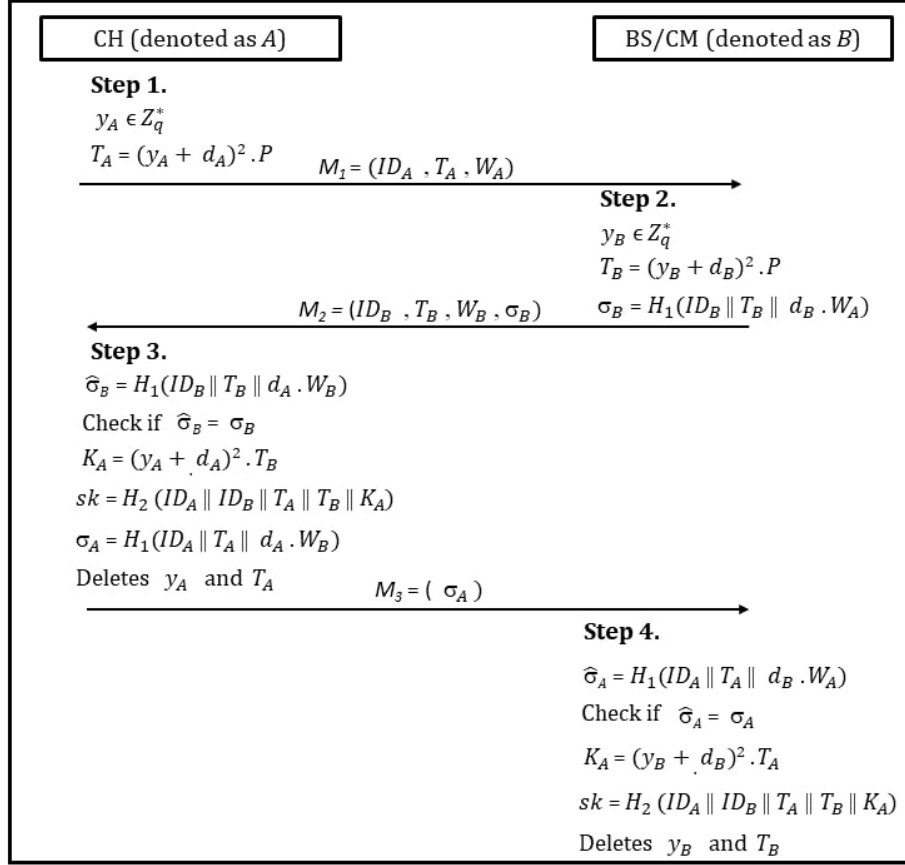 CH (denoted as A)
BS/CM (denoted as B)
Step 1.
y_A ϵ Z_q^*
T_A = (y_A + d_A)² . P
M_1 = (ID_A , T_A , W_A)
Step 2.
y_B ϵ Z_q^*
T_B = (y_B + d_B)² . P
σ_B = H_1(ID_B ∥ T_B ∥ d_B . W_A)
M_2 = (ID_B , T_B , W_B , σ_B)
Step 3.
σ̂_B = H_1(ID_B ∥ T_B ∥ d_A . W_B)
Check if σ̂_B = σ_B
K_A = (y_A + d_A)² . T_B
sk = H_2 (ID_A ∥ ID_B ∥ T_A ∥ T_B ∥ K_A)
σ_A = H_1(ID_A ∥ T_A ∥ d_A . W_B)
Deletes y_A and T_A
M_3 = ( σ_A )
Step 4.
σ̂_A = H_1(ID_A ∥ T_A ∥ d_B . W_A)
Check if σ̂_A = σ_A
K_A = (y_B + d_B)² . T_A
sk = H_2 (ID_A ∥ ID_B ∥ T_A ∥ T_B ∥ K_A)
Deletes y_B and T_B